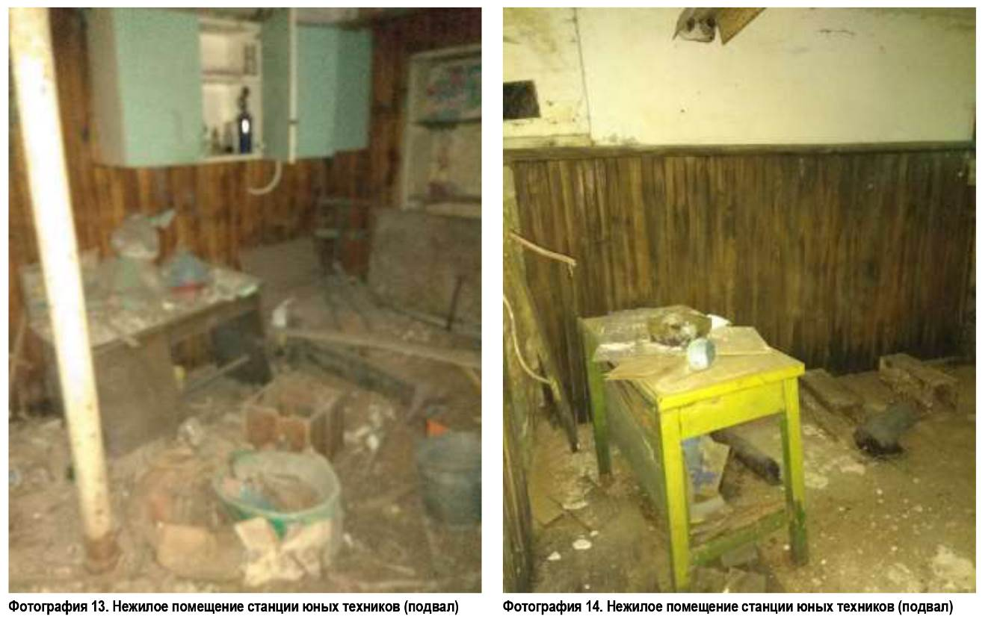 Фотография 13. Нежилое помещение станции юных техников (подвал)
Фотография 14. Нежилое помещение станции юных техников (подвал)